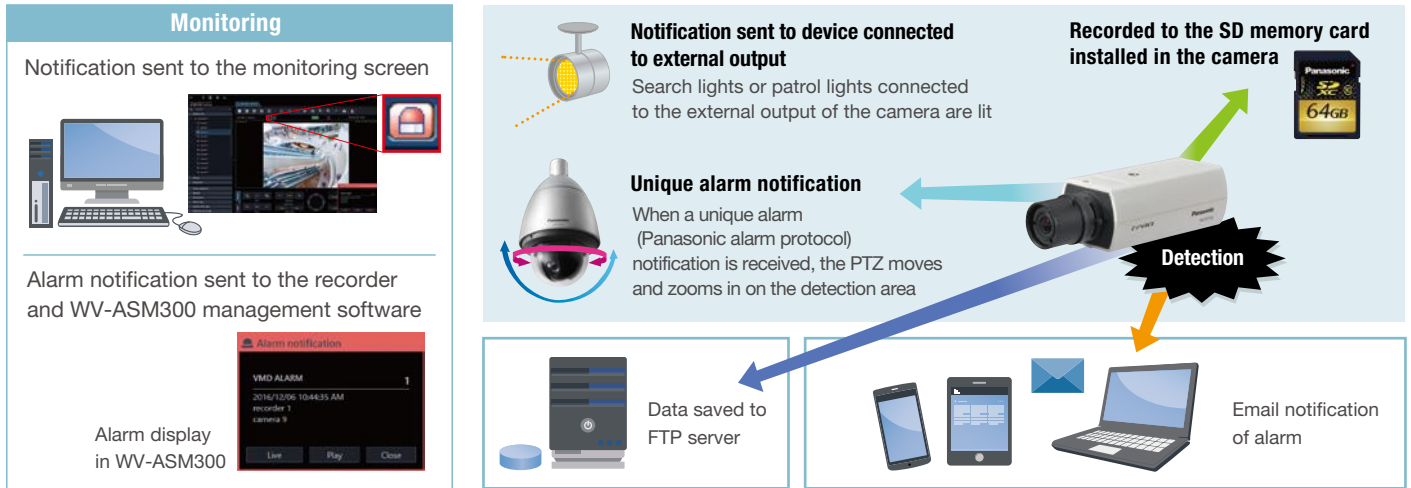 Monitoring
Notification sent to the monitoring screen
Alarm notification sent to the recorder
and WV-ASM300 management software
Alarm notification
VMD ALARM 1
2016/12/06 10:44:35 AM
recorder 1
camera 9
Live Play Close
Alarm display
in WV-ASM300
Notification sent to device connected
to external output
Search lights or patrol lights connected
to the external output of the camera are lit
Recorded to the SD memory card
installed in the camera
Panasonic
SD
XC
64GB
Unique alarm notification
When a unique alarm
(Panasonic alarm protocol)
notification is received, the PTZ moves
and zooms in on the detection area
Panasonic
Panasonic
Detection
Data saved to
FTP server
Email notification
of alarm